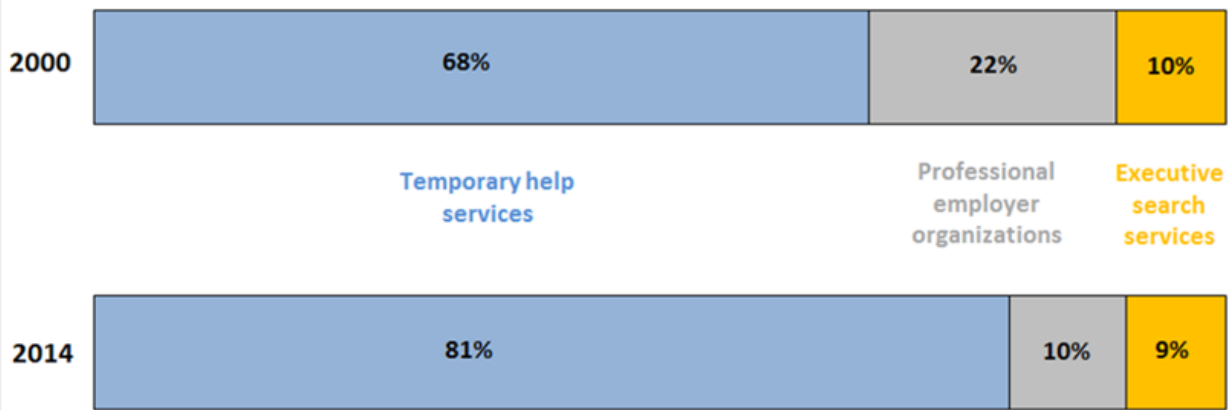 2000
68%
22%
10%
Temporary help
services
Professional
employer
organizations
Executive
search
services
2014
81%
10%
9%